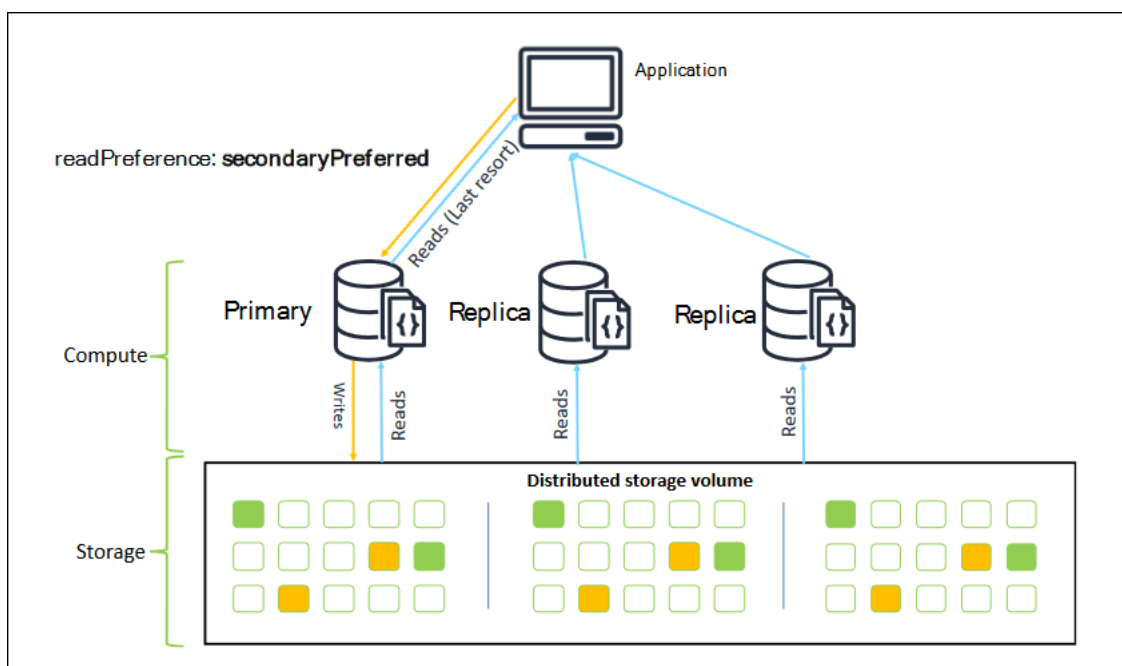 Application
readPreference: secondaryPreferred
Reads (Last resort)
Primary
{}
Replica
{}
Replica
{}
Compute
Writes
Reads
Reads
Reads
Distributed storage volume
Storage